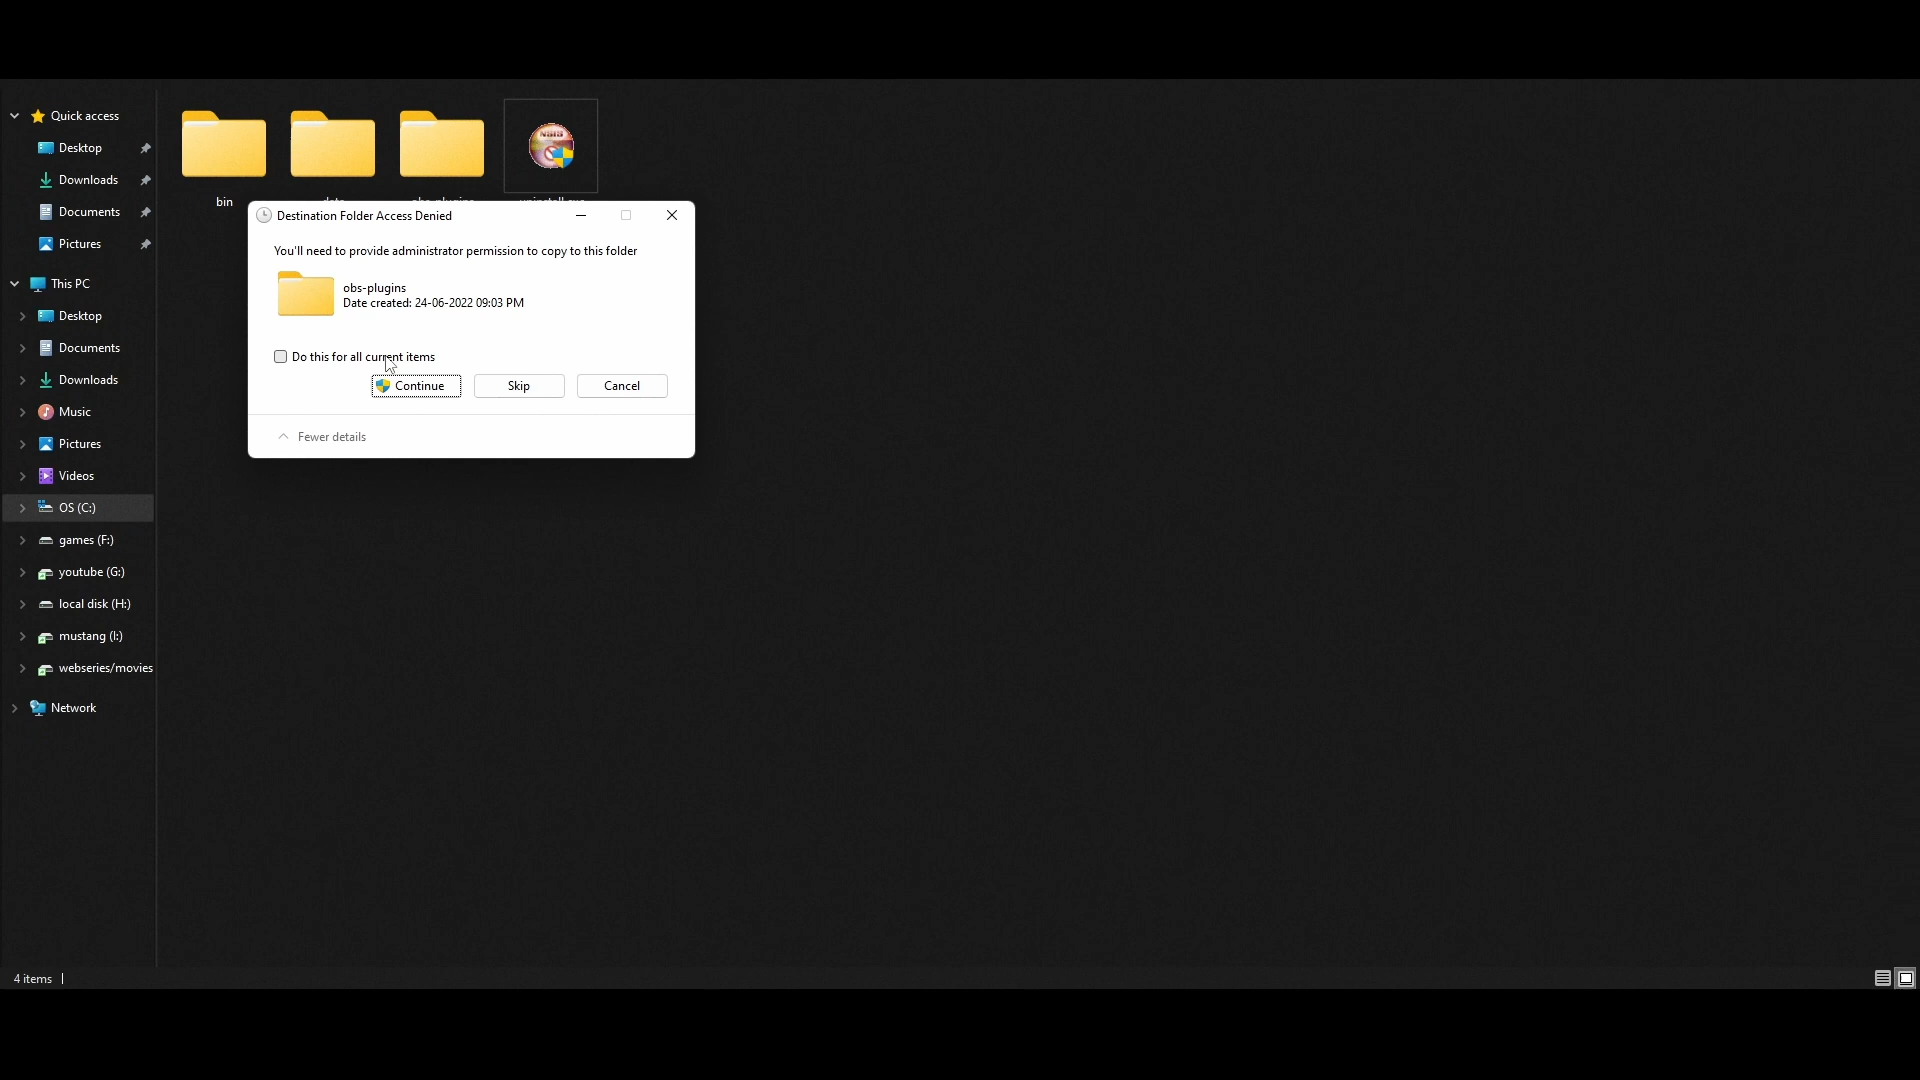 Quick access
Desktop
Downloads
Documents
Pictures
This PC
Desktop
Documents
Downloads
Music
Pictures
Videos
OS (C:)
games (F:)
youtube (G:)
local disk (H:)
mustang (I:)
webseries/movies
Network
bin
Destination Folder Access Denied
You'll need to provide administrator permission to copy to this folder
obs-plugins
Date created: 24-06-2022 09:03 PM
Do this for all current items
Continue
Skip
Cancel
Fewer details
4 items